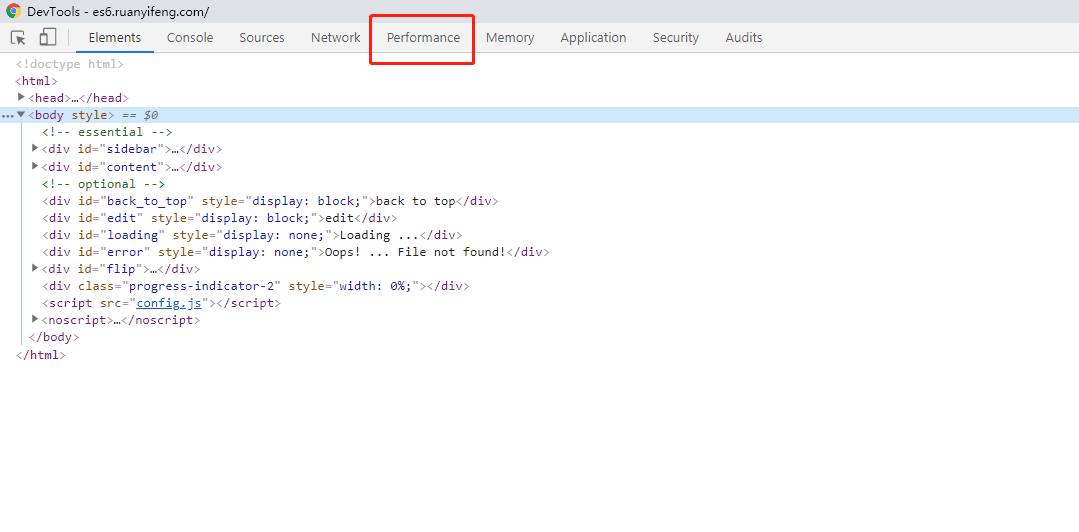 DevTools - es6.ruanyifeng.com/
Elements Console Sources Network Performance Memory Application Security Audits
<!doctype html>
<html>
<head>…</head>
<body style> == $0
<!-- essential -->
<div id="sidebar">…</div>
<div id="content">…</div>
<!-- optional -->
<div id="back_to_top" style="display: block;">back to top</div>
<div id="edit" style="display: block;">edit</div>
<div id="loading" style="display: none;">Loading ...</div>
<div id="error" style="display: none;">Oops! ... File not found!</div>
<div id="flip">…</div>
<div class="progress-indicator-2" style="width: 0%;"></div>
<script src="config.js"></script>
<noscript>…</noscript>
</body>
</html>